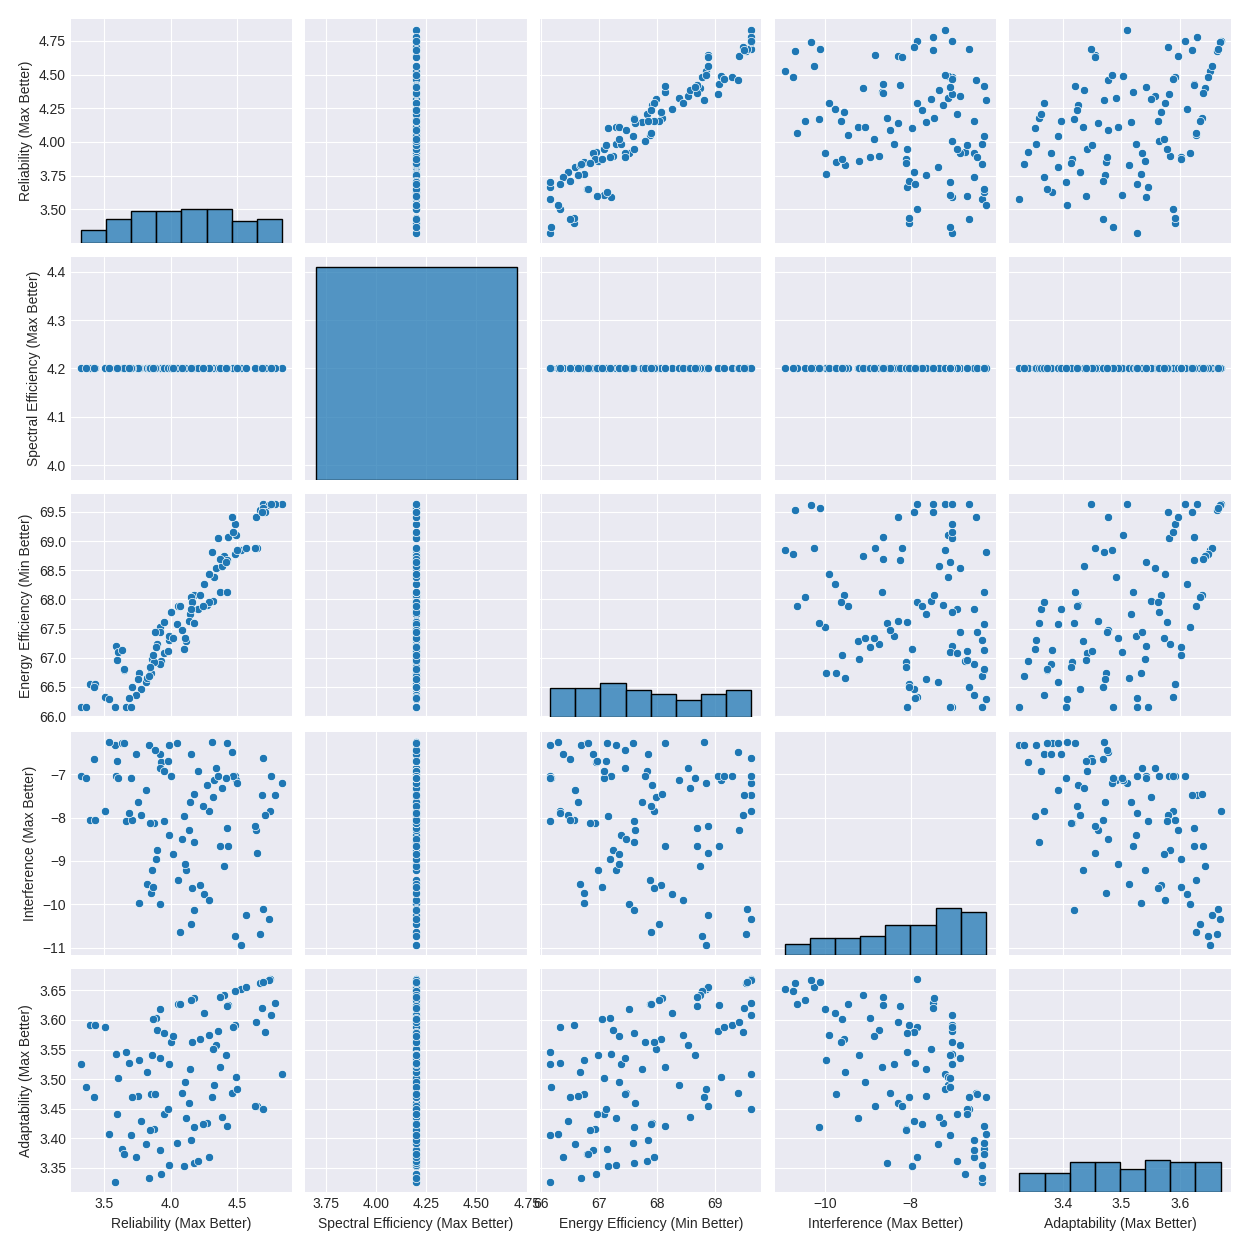 4.75
4.50
4.25
4.00
3.75
3.50
Reliability (Max Better)
4.4
4.3
4.2
4.1
4.0
Spectral Efficiency (Max Better)
69.5
69.0
68.5
68.0
67.5
67.0
66.5
66.0
Energy Efficiency (Min Better)
−7
−8
−9
−10
−11
Interference (Max Better)
3.65
3.60
3.55
3.50
3.45
3.40
3.35
Adaptability (Max Better)
3.5 4.0 4.5
Reliability (Max Better)
3.75 4.00 4.25 4.50 4.75
Spectral Efficiency (Max Better)
66 67 68 69
Energy Efficiency (Min Better)
−10 −8
Interference (Max Better)
3.4 3.5 3.6
Adaptability (Max Better)